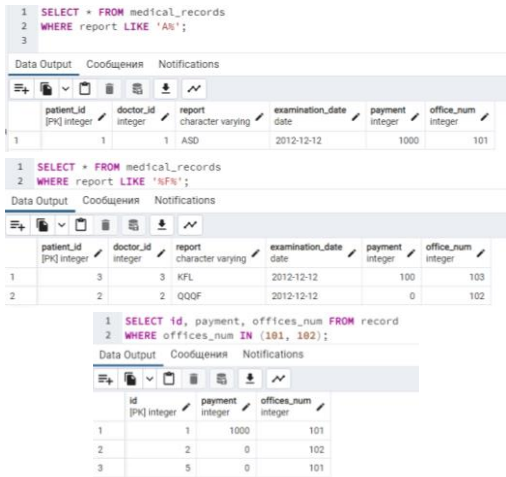 1 SELECT * FROM medical_records
2 WHERE report LIKE 'A%';
3
Data Output Сообщения Notifications
patient_id doctor_id report examination_date payment office_num
[PK] integer integer character varying date integer integer
1 1 1 ASD 2012-12-12 1000 101
1 SELECT * FROM medical_records
2 WHERE report LIKE '%F%';
Data Output Сообщения Notifications
patient_id doctor_id report examination_date payment office_num
[PK] integer integer character varying date integer integer
1 3 3 KFL 2012-12-12 100 103
2 2 2 QQQF 2012-12-12 0 102
1 SELECT id, payment, offices_num FROM record
2 WHERE offices_num IN (101, 102);
Data Output Сообщения Notifications
id payment offices_num
[PK] integer integer integer
1 1 1000 101
2 2 0 102
3 5 0 101